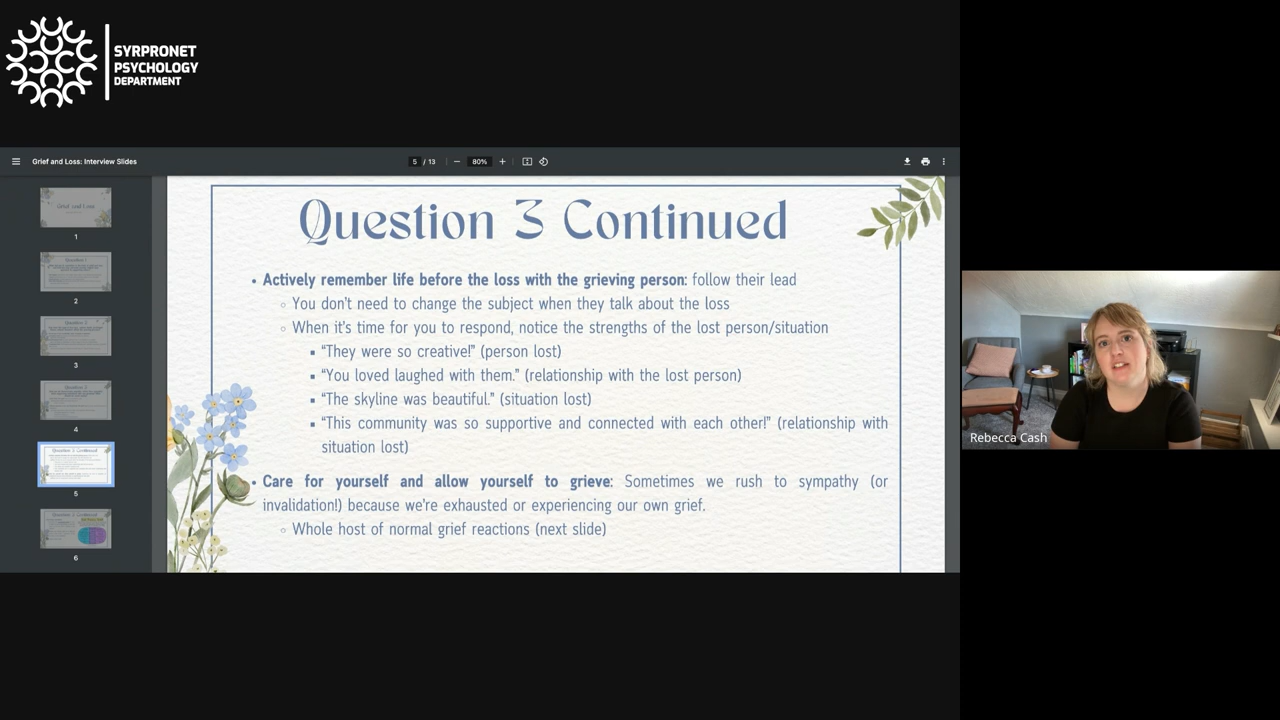 SYRPRONET
PSYCHOLOGY
DEPARTMENT
Grief and Loss: Interview Slides
5 / 13
80%
Grief and Loss
1
2
3
4
Question 3 Continued
5
6
Question 3 Continued
• Actively remember life before the loss with the grieving person: follow their lead
◦ You don't need to change the subject when they talk about the loss
◦ When it's time for you to respond, notice the strengths of the lost person/situation
▪ “They were so creative!” (person lost)
▪ “You loved laughed with them.” (relationship with the lost person)
▪ “The skyline was beautiful.” (situation lost)
▪ “This community was so supportive and connected with each other!” (relationship with
situation lost)
• Care for yourself and allow yourself to grieve: Sometimes we rush to sympathy (or
invalidation!) because we're exhausted or experiencing our own grief.
◦ Whole host of normal grief reactions (next slide)
Rebecca Cash